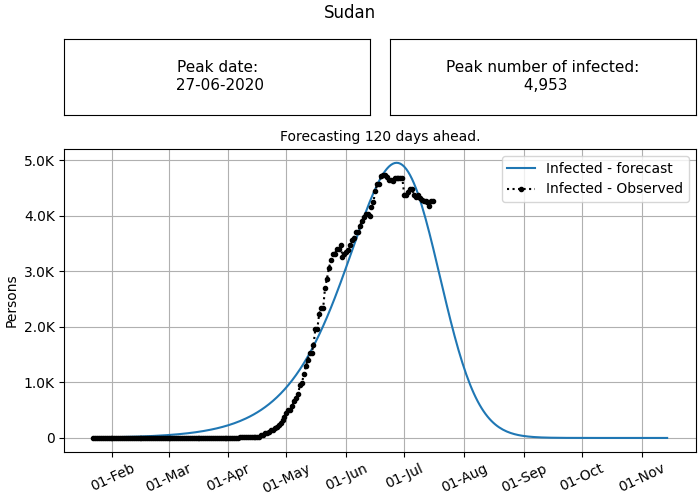 Sudan
Peak date:
27-06-2020
Peak number of infected:
4,953
Forecasting 120 days ahead.
Infected - forecast
Infected - Observed
Persons
5.0K
4.0K
3.0K
2.0K
1.0K
0
01-Feb
01-Mar
01-Apr
01-May
01-Jun
01-Jul
01-Aug
01-Sep
01-Oct
01-Nov